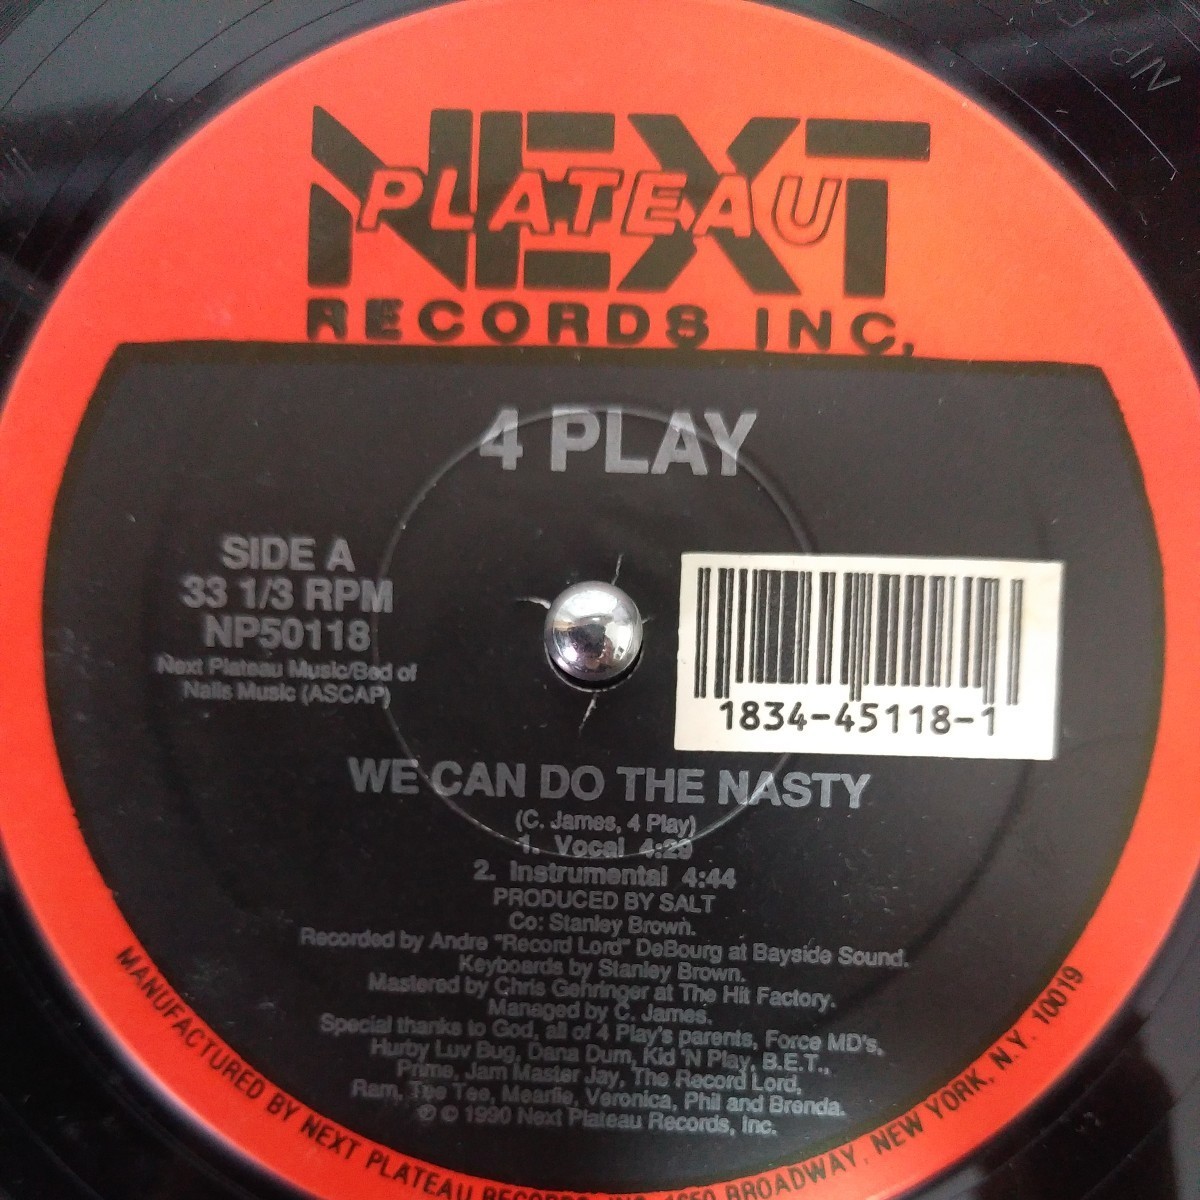 NEXT
PLATEAU
RECORDS INC.
4 PLAY
SIDE A
33 1/3 RPM
NP50118
Next Plateau Music/Bed of
Nails Music (ASCAP)
1834-45118-1
WE CAN DO THE NASTY
(C. James, 4 Play)
1. Vocal 4:29
2. Instrumental 4:44
PRODUCED BY SALT
Co: Stanley Brown.
Recorded by Andre "Record Lord" DeBourg at Bayside Sound.
Keyboards by Stanley Brown.
Mastered by Chris Gehringer at The Hit Factory.
Managed by C. James.
Special thanks to God, all of 4 Play's parents, Force MD's,
Hurby Luv Bug, Dana Dum, Kid 'N Play, B.E.T.,
Prime, Jam Master Jay, The Record Lord,
Ram, Tee Tee, Mearlie, Veronica, Phil and Brenda.
℗ © 1990 Next Plateau Records, Inc.
MANUFACTURED BY NEXT PLATEAU RECORDS, INC. 1650 BROADWAY, NEW YORK, N.Y. 10019